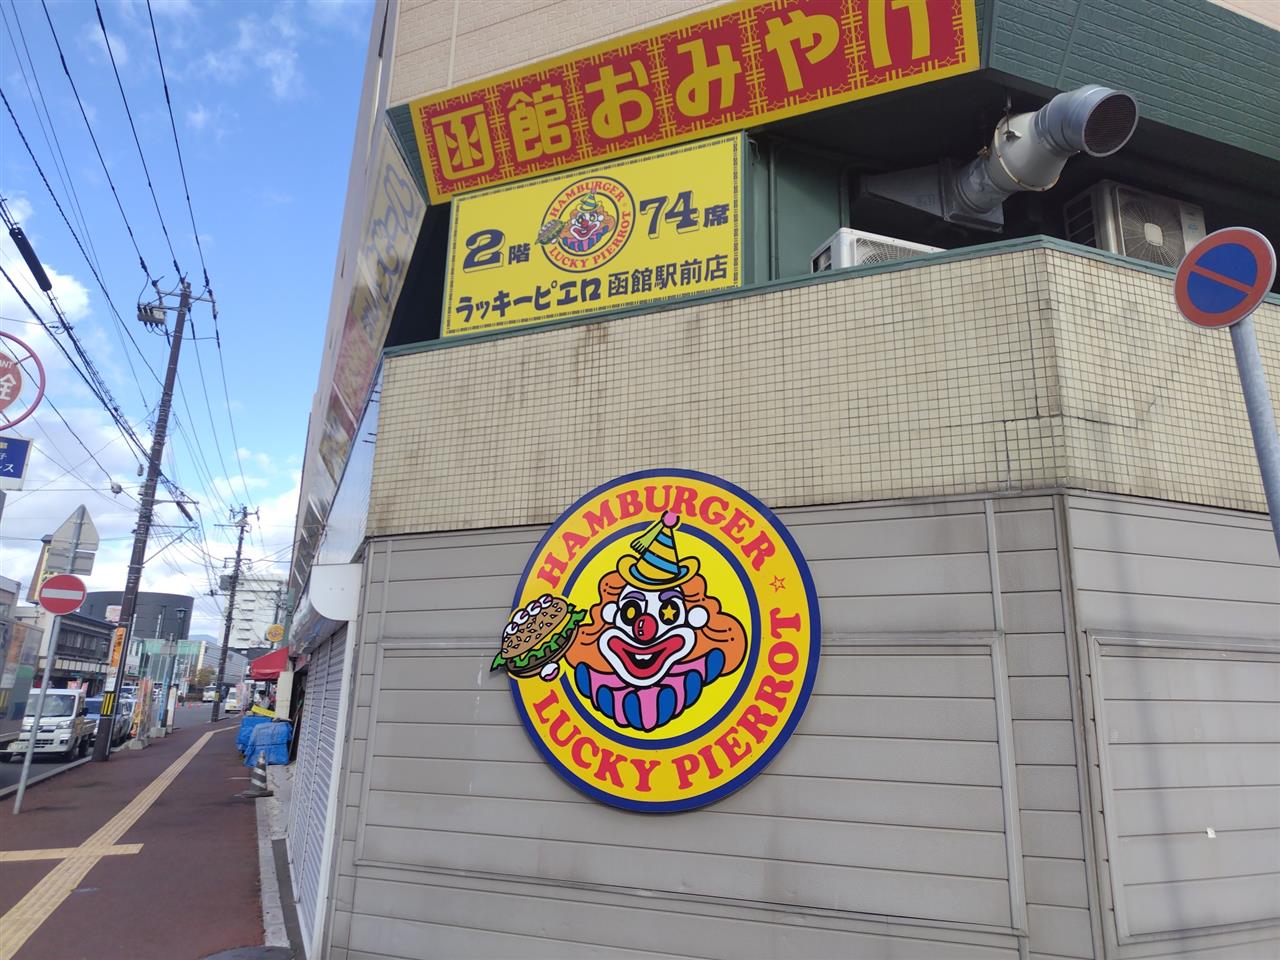 函館おみやげ
2階
HAMBURGER
LUCKY PIERROT
74席
ラッキーピエロ 函館駅前店
HAMBURGER ☆
LUCKY PIERROT